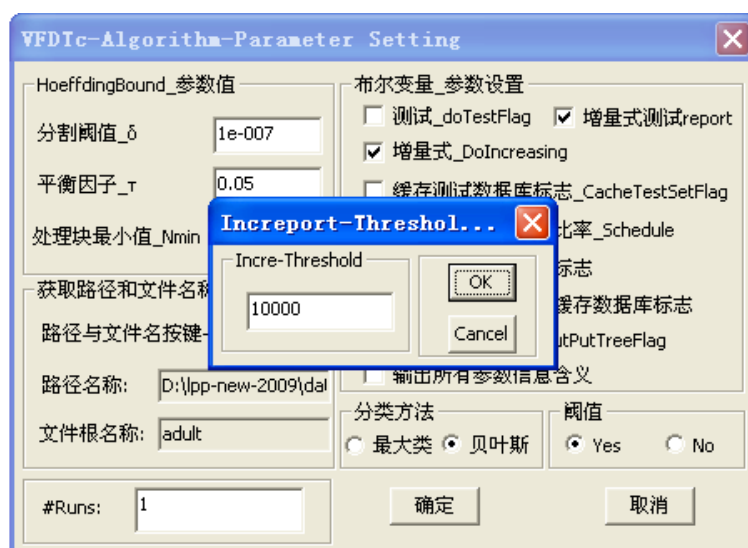 VFDTc-Algorithm-Parameter Setting
HoeffdingBound_参数值
分割阈值_δ
1e-007
平衡因子_τ
0.05
处理块最小值_Nmin
获取路径和文件名称
路径与文件名按键-
路径名称:
D:\lpp-new-2009\dat
文件根名称:
adult
#Runs:
1
布尔变量_参数设置
测试_doTestFlag
增量式测试report
增量式_DoIncreasing
缓存测试数据库标志_CacheTestSetFlag
比率_Schedule
标志
缓存数据库标志
utPutTreeFlag
输出所有参数信息含义
分类方法
最大类
贝叶斯
阈值
Yes
No
确定
取消
Increport-Threshol...
Incre-Threshold
10000
OK
Cancel